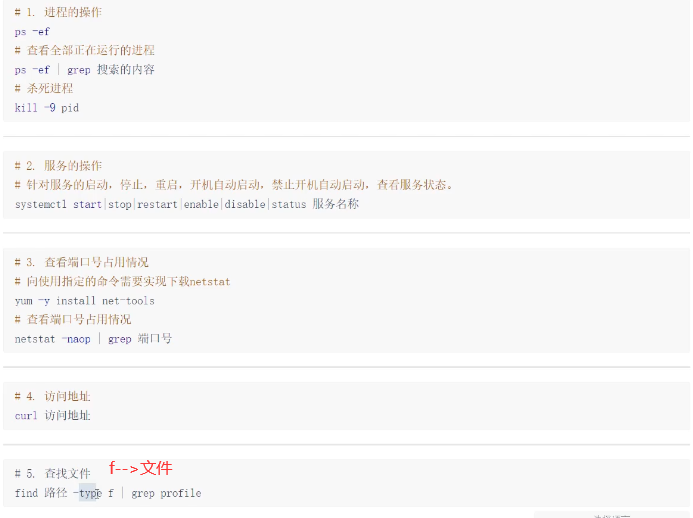 # 1. 进程的操作
ps -ef
# 查看全部正在运行的进程
ps -ef | grep 搜索的内容
# 杀死进程
kill -9 pid
# 2. 服务的操作
# 针对服务的启动，停止，重启，开机自动启动，禁止开机自动启动，查看服务状态。
systemctl start|stop|restart|enable|disable|status 服务名称
# 3. 查看端口号占用情况
# 向使用指定的命令需要实现下载netstat
yum -y install net-tools
# 查看端口号占用情况
netstat -naop | grep 端口号
# 4. 访问地址
curl 访问地址
# 5. 查找文件
f-->文件
find 路径 -type f | grep profile